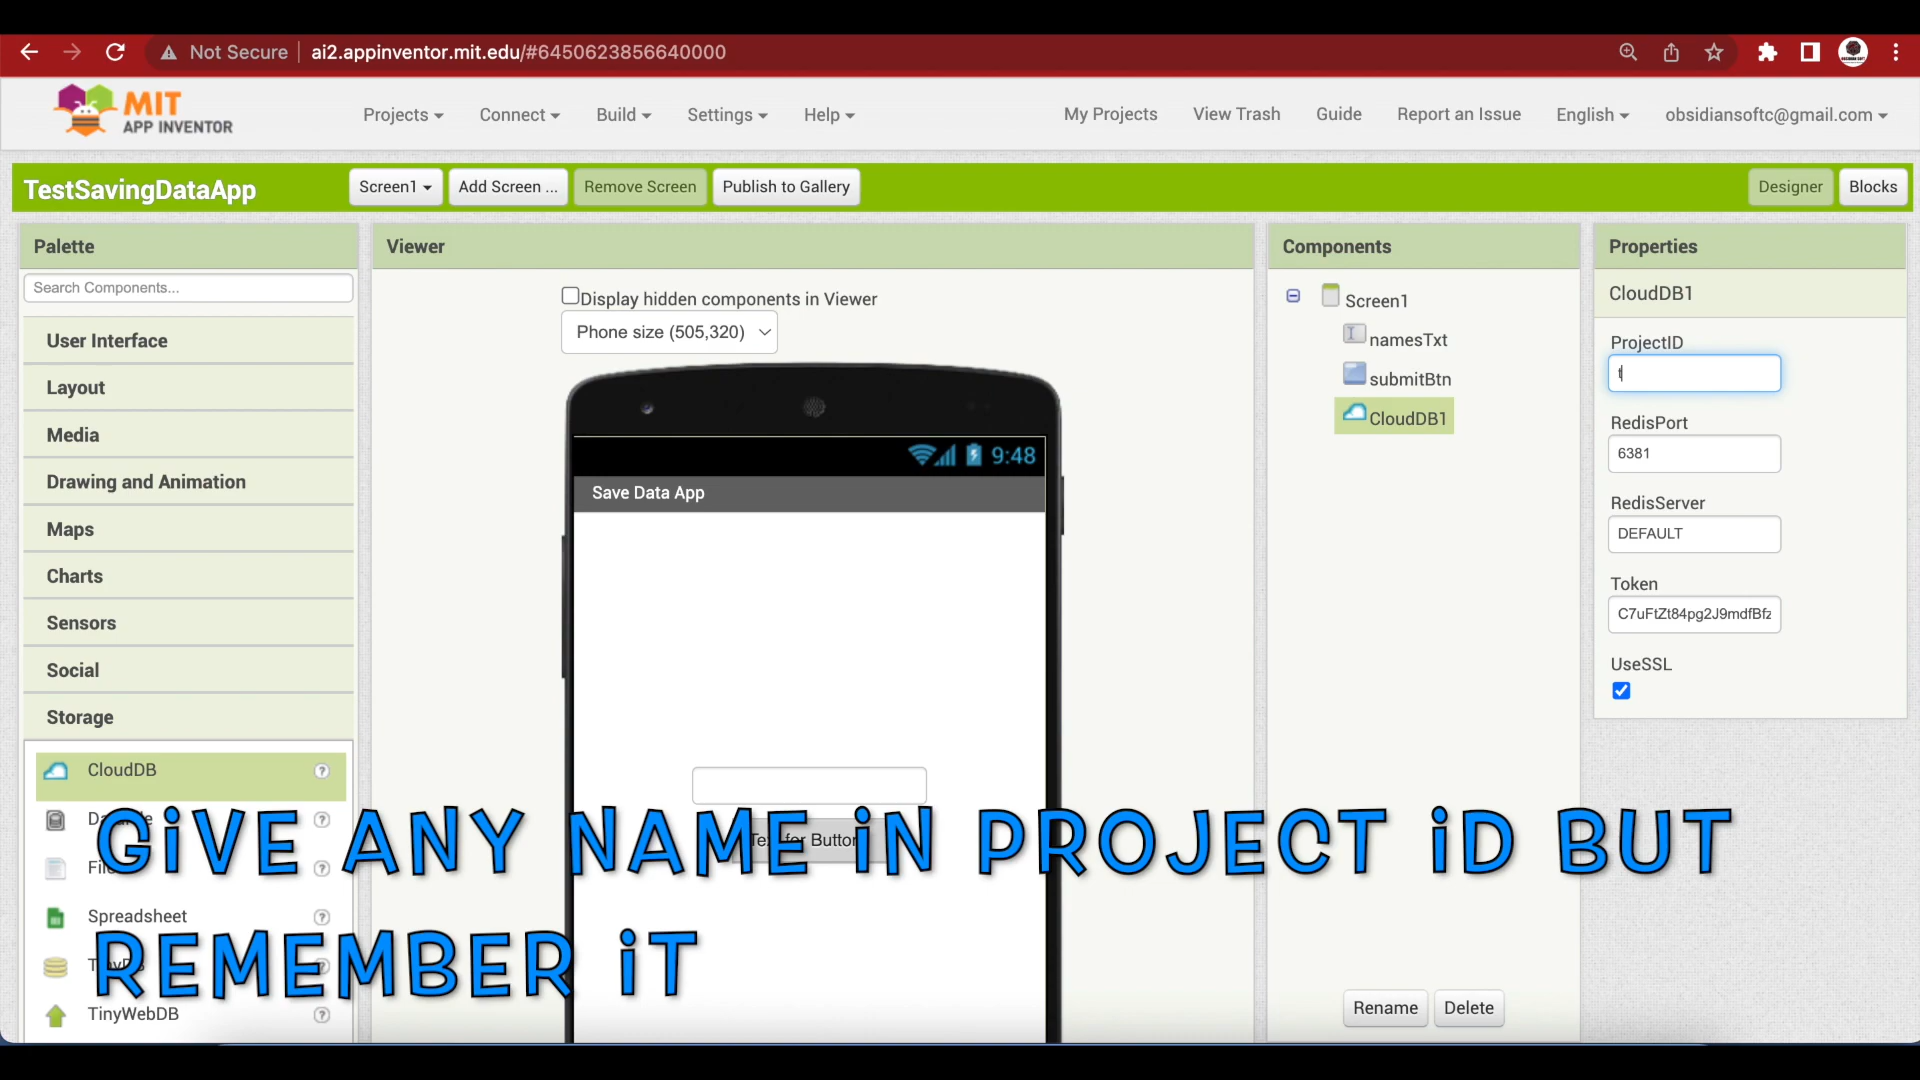 Not Secure | ai2.appinventor.mit.edu/#6450623856640000
MIT
APP INVENTOR
Projects Connect Build Settings Help My Projects View Trash Guide Report an Issue English obsidiansoftc@gmail.com
TestSavingDataApp Screen1 Add Screen ... Remove Screen Publish to Gallery Designer Blocks
Palette
Search Components...
User Interface
Layout
Media
Drawing and Animation
Maps
Charts
Sensors
Social
Storage
CloudDB ?
?
?
Spreadsheet ?
?
TinyWebDB ?
Viewer
Display hidden components in Viewer
Phone size (505,320)
9:48
Save Data App
Components
Screen1
namesTxt
submitBtn
CloudDB1
Rename Delete
Properties
CloudDB1
ProjectID
t
RedisPort
6381
RedisServer
DEFAULT
Token
C7uFtZt84pg2J9mdfBfz
UseSSL
GiVE ANY NAME iN PROJECT iD BUT
REMEMBER iT